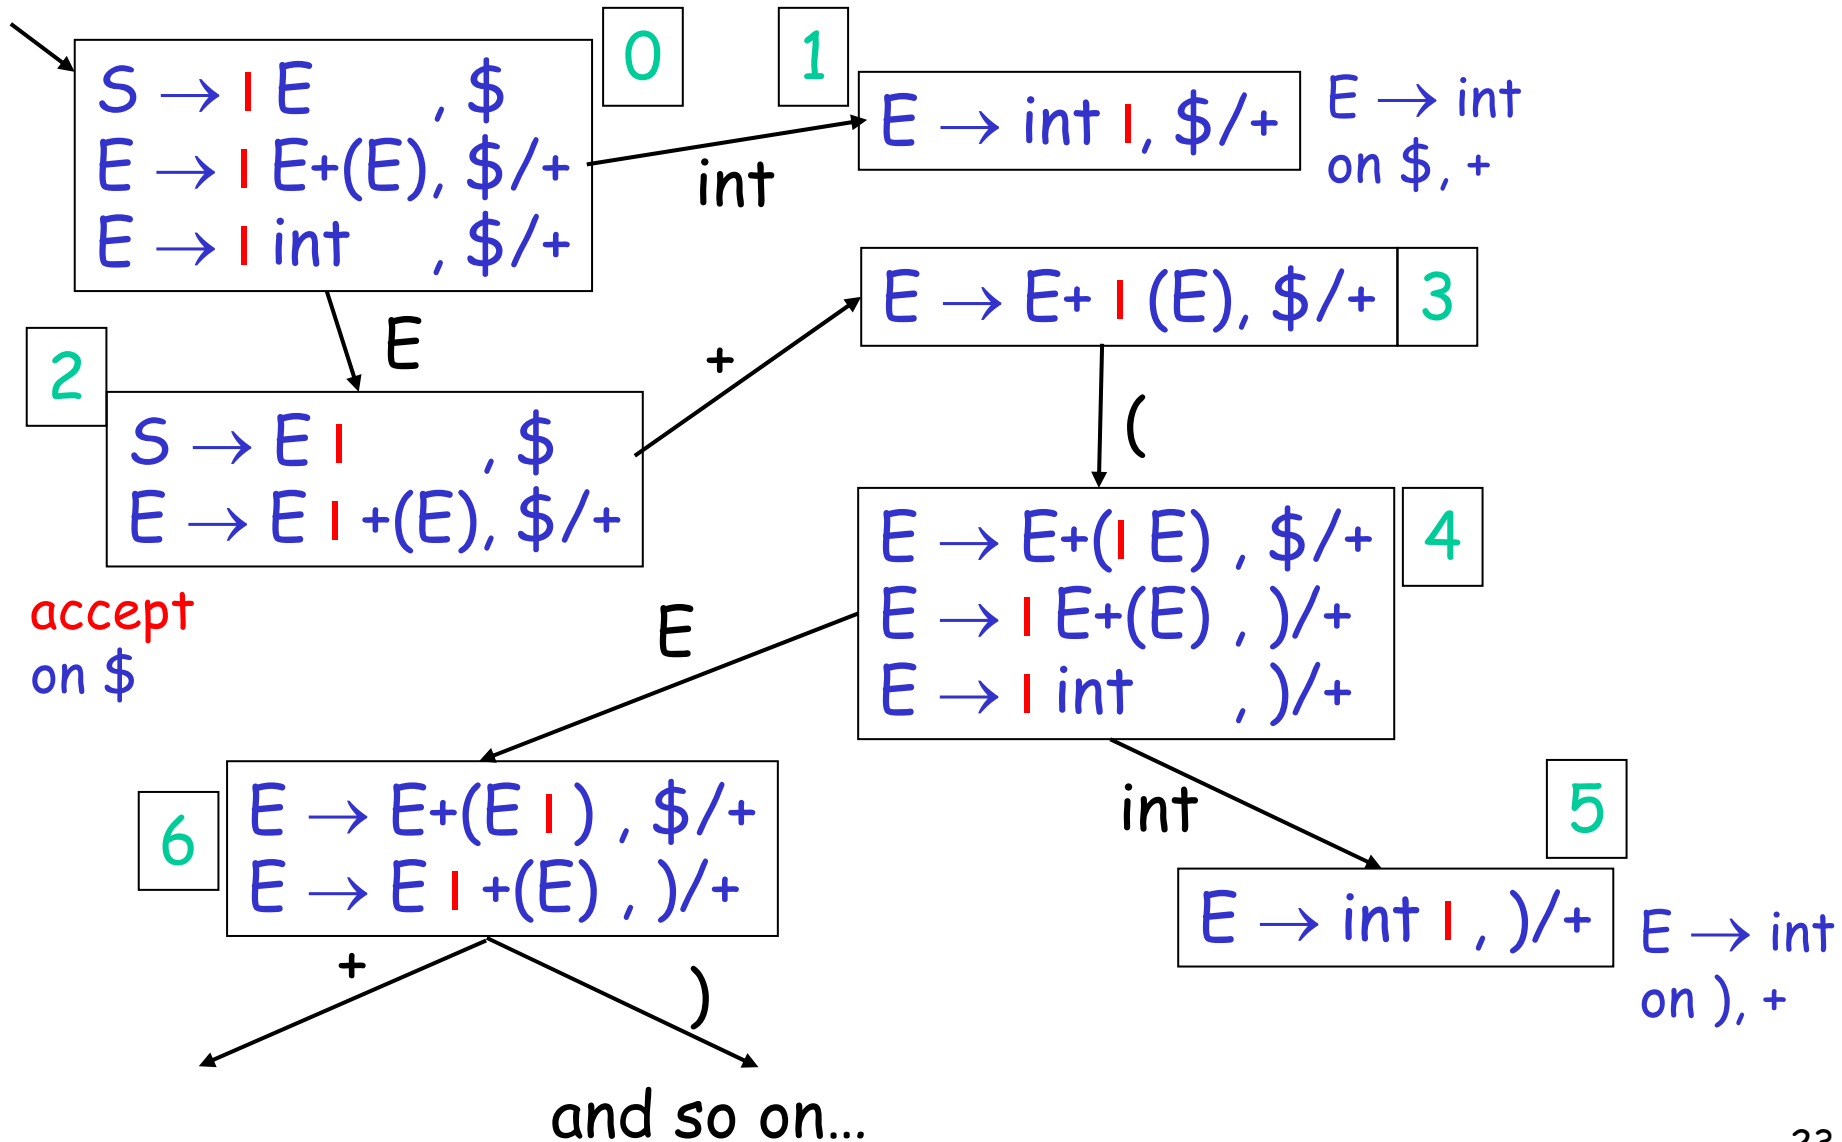 0
S → | E , $
E → | E+(E), $/+
E → | int , $/+
1
E → int |, $/+
E → int
on $, +
int
E
2
S → E | , $
E → E | +(E), $/+
accept
on $
+
E → E+ | (E), $/+
3
(
E → E+(| E) , $/+
E → | E+(E) , )/+
E → | int , )/+
4
E
6
E → E+(E | ) , $/+
E → E | +(E) , )/+
int
5
E → int | , )/+
E → int
on ), +
+
)
and so on...